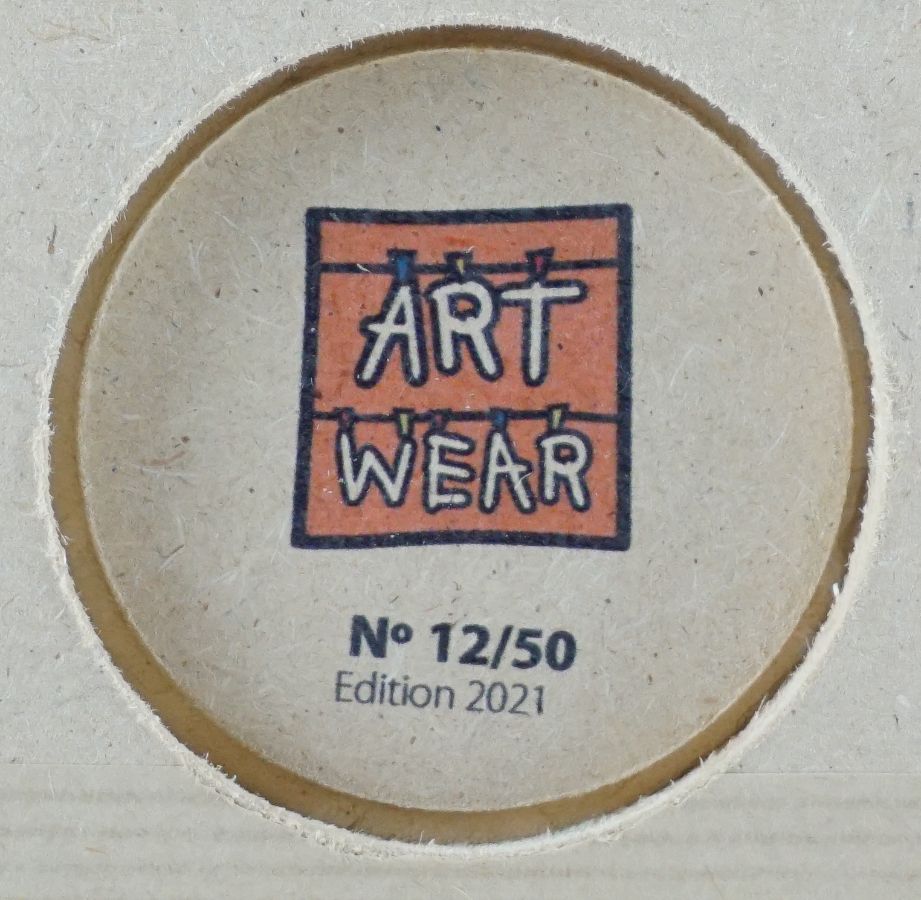 ART
WEAR
Nº 12/50
Edition 2021